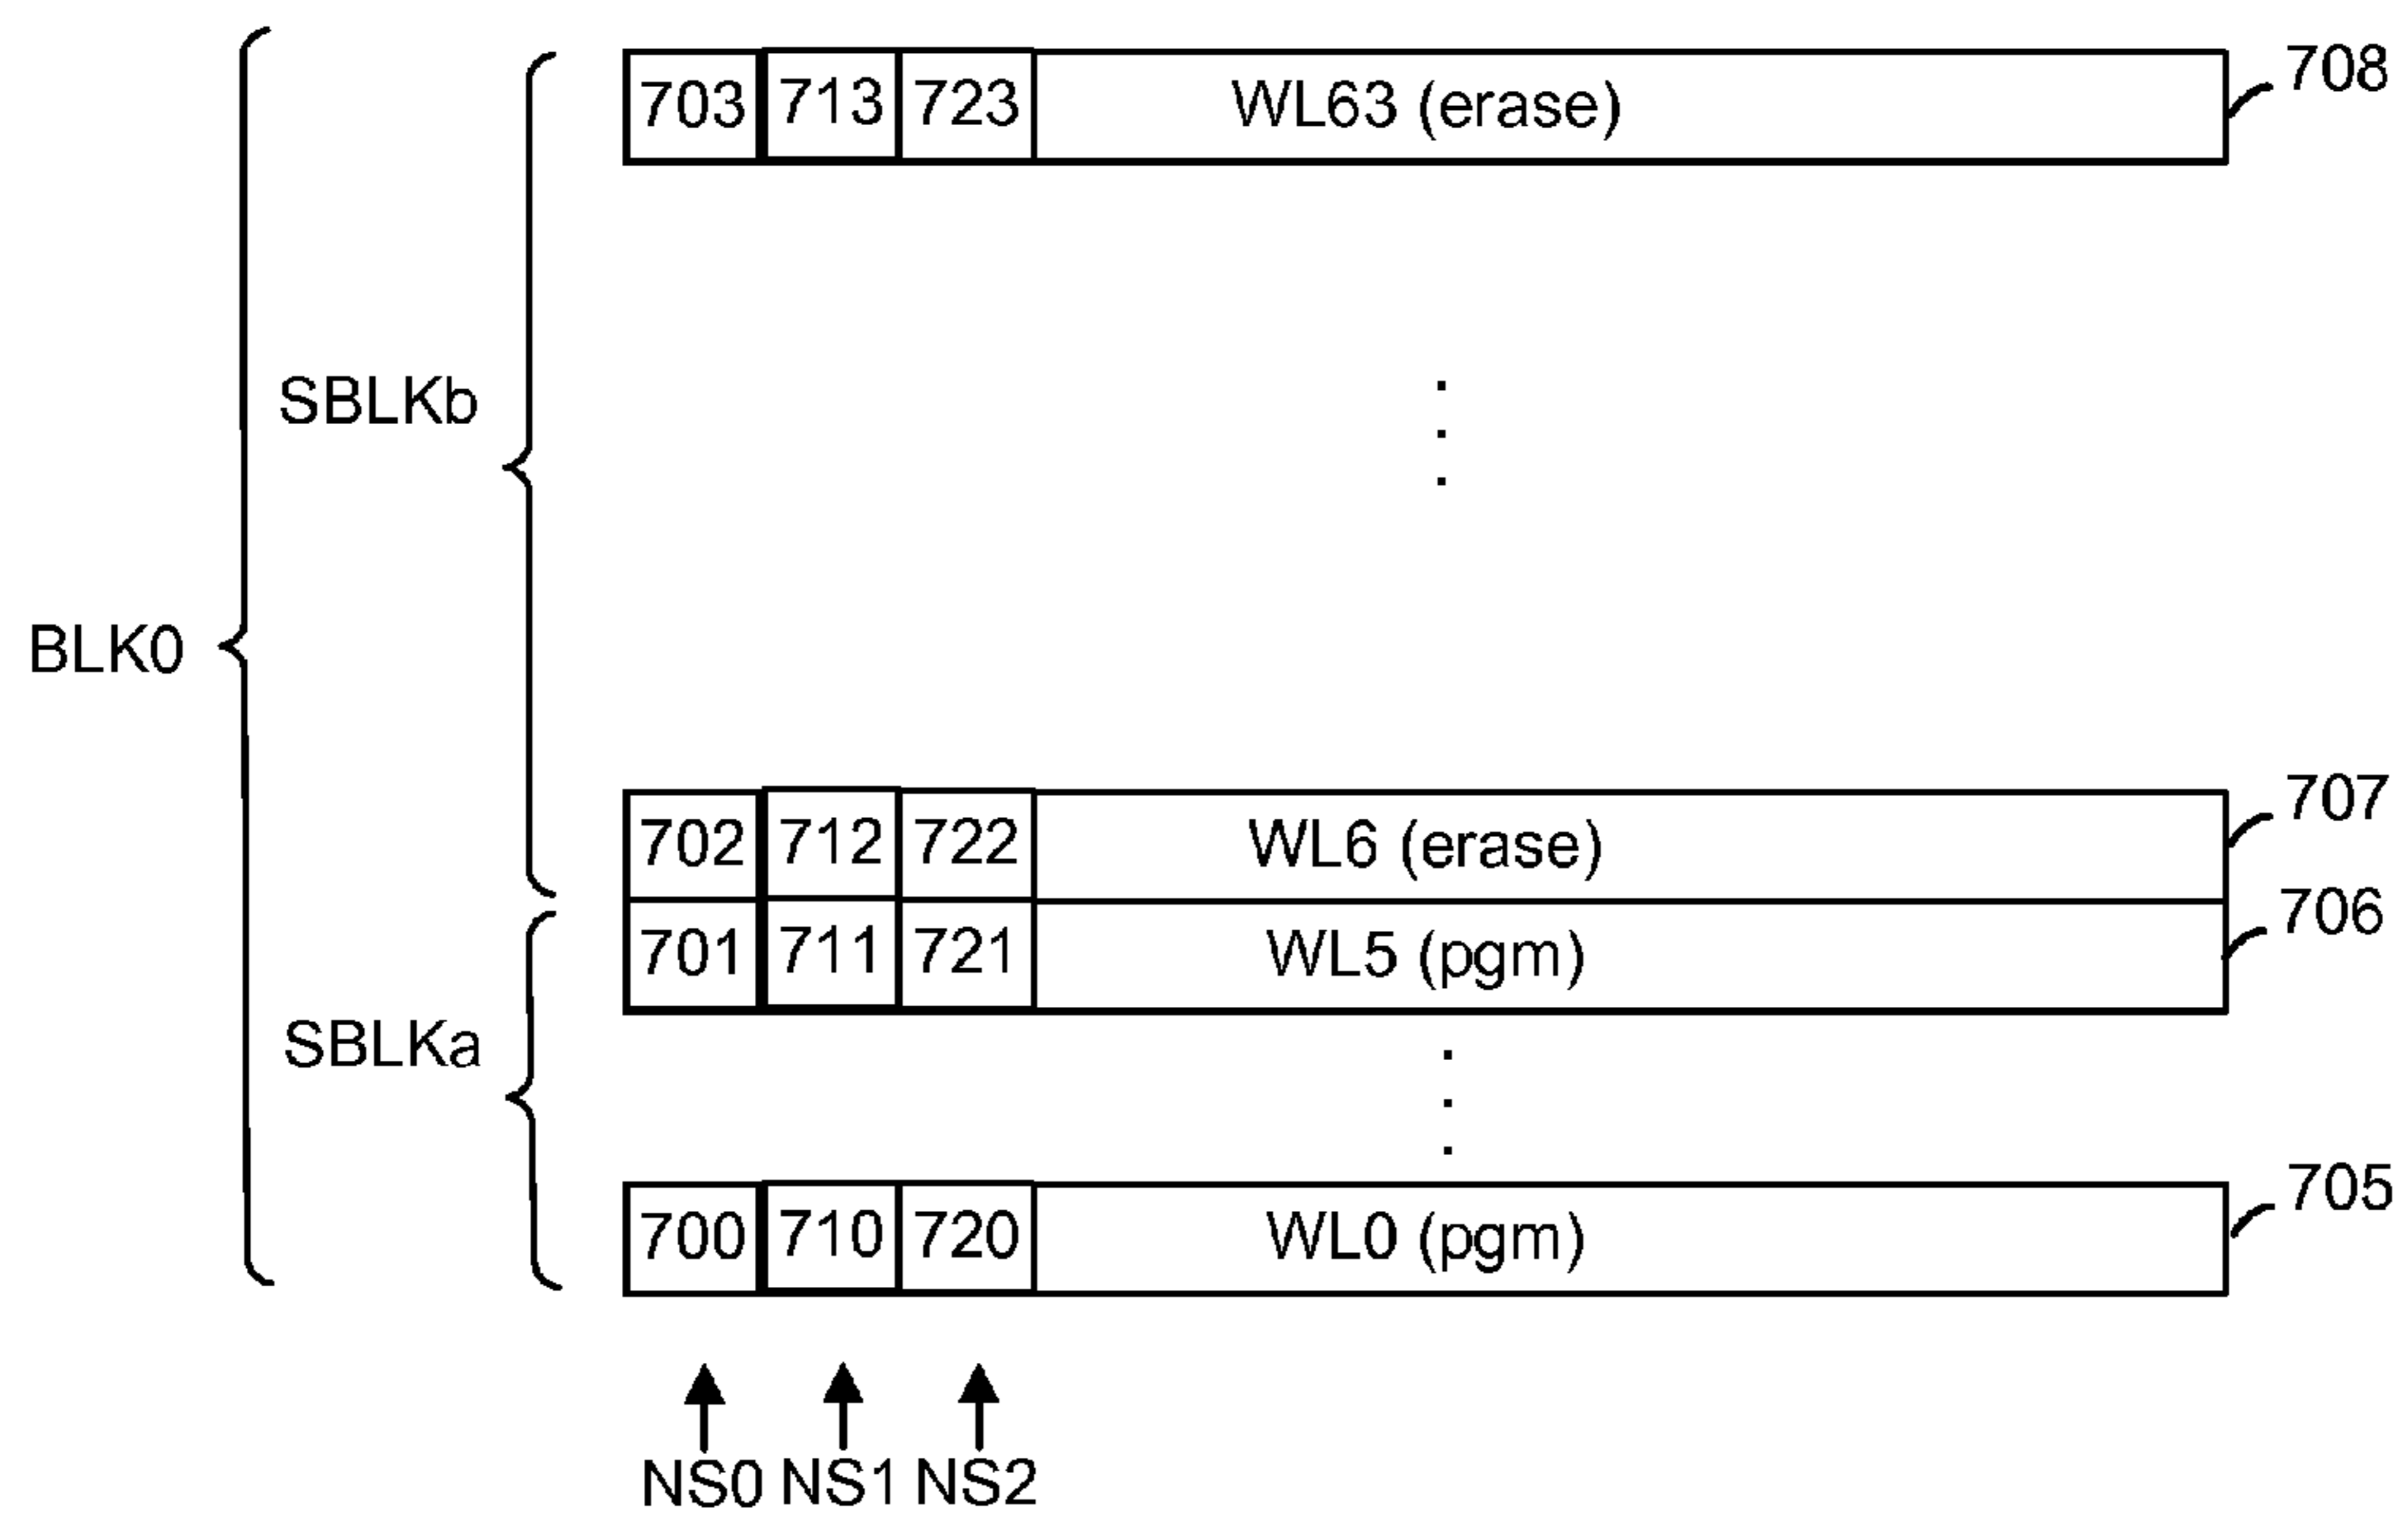 703 713 723 WL63 (erase) 708
SBLKb
BLK0
702 712 722 WL6 (erase) 707
701 711 721 WL5 (pgm) 706
SBLKa
700 710 720 WL0 (pgm) 705
NS0 NS1 NS2